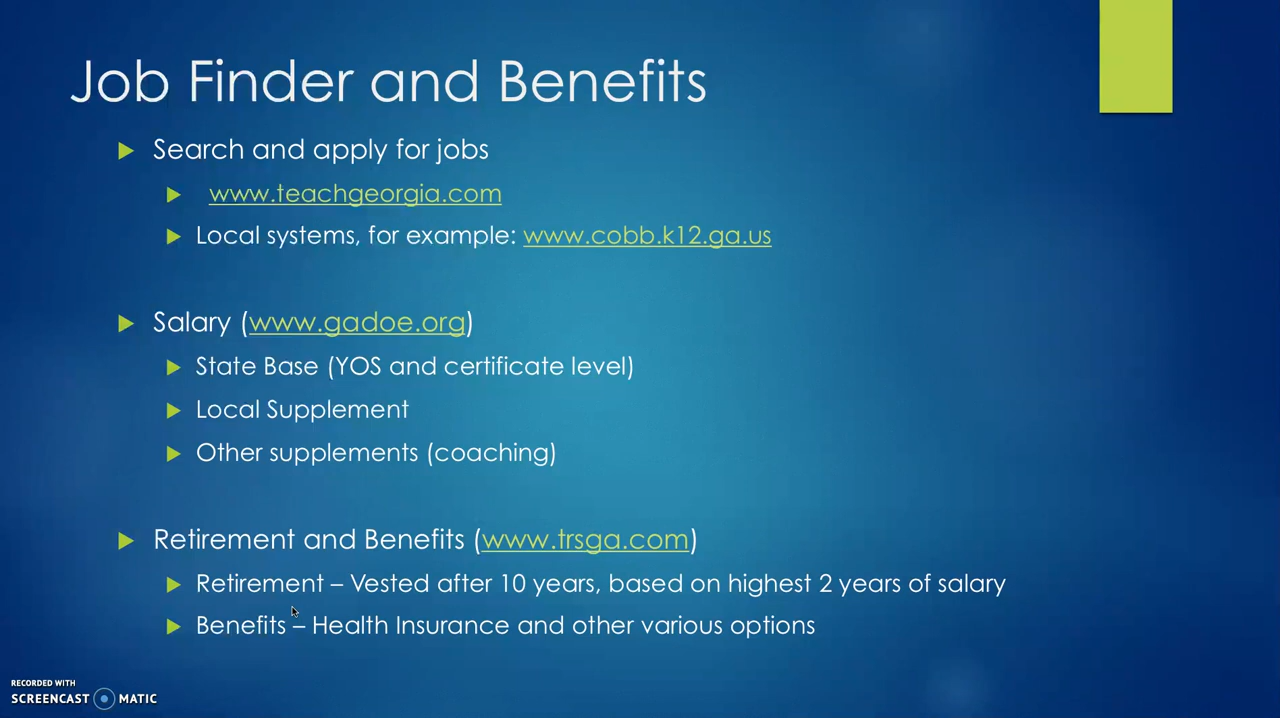 Job Finder and Benefits
Search and apply for jobs
www.teachgeorgia.com
Local systems, for example: www.cobb.k12.ga.us
Salary (www.gadoe.org)
State Base (YOS and certificate level)
Local Supplement
Other supplements (coaching)
Retirement and Benefits (www.trsga.com)
Retirement – Vested after 10 years, based on highest 2 years of salary
Benefits – Health Insurance and other various options
RECORDED WITH
SCREENCAST MATIC